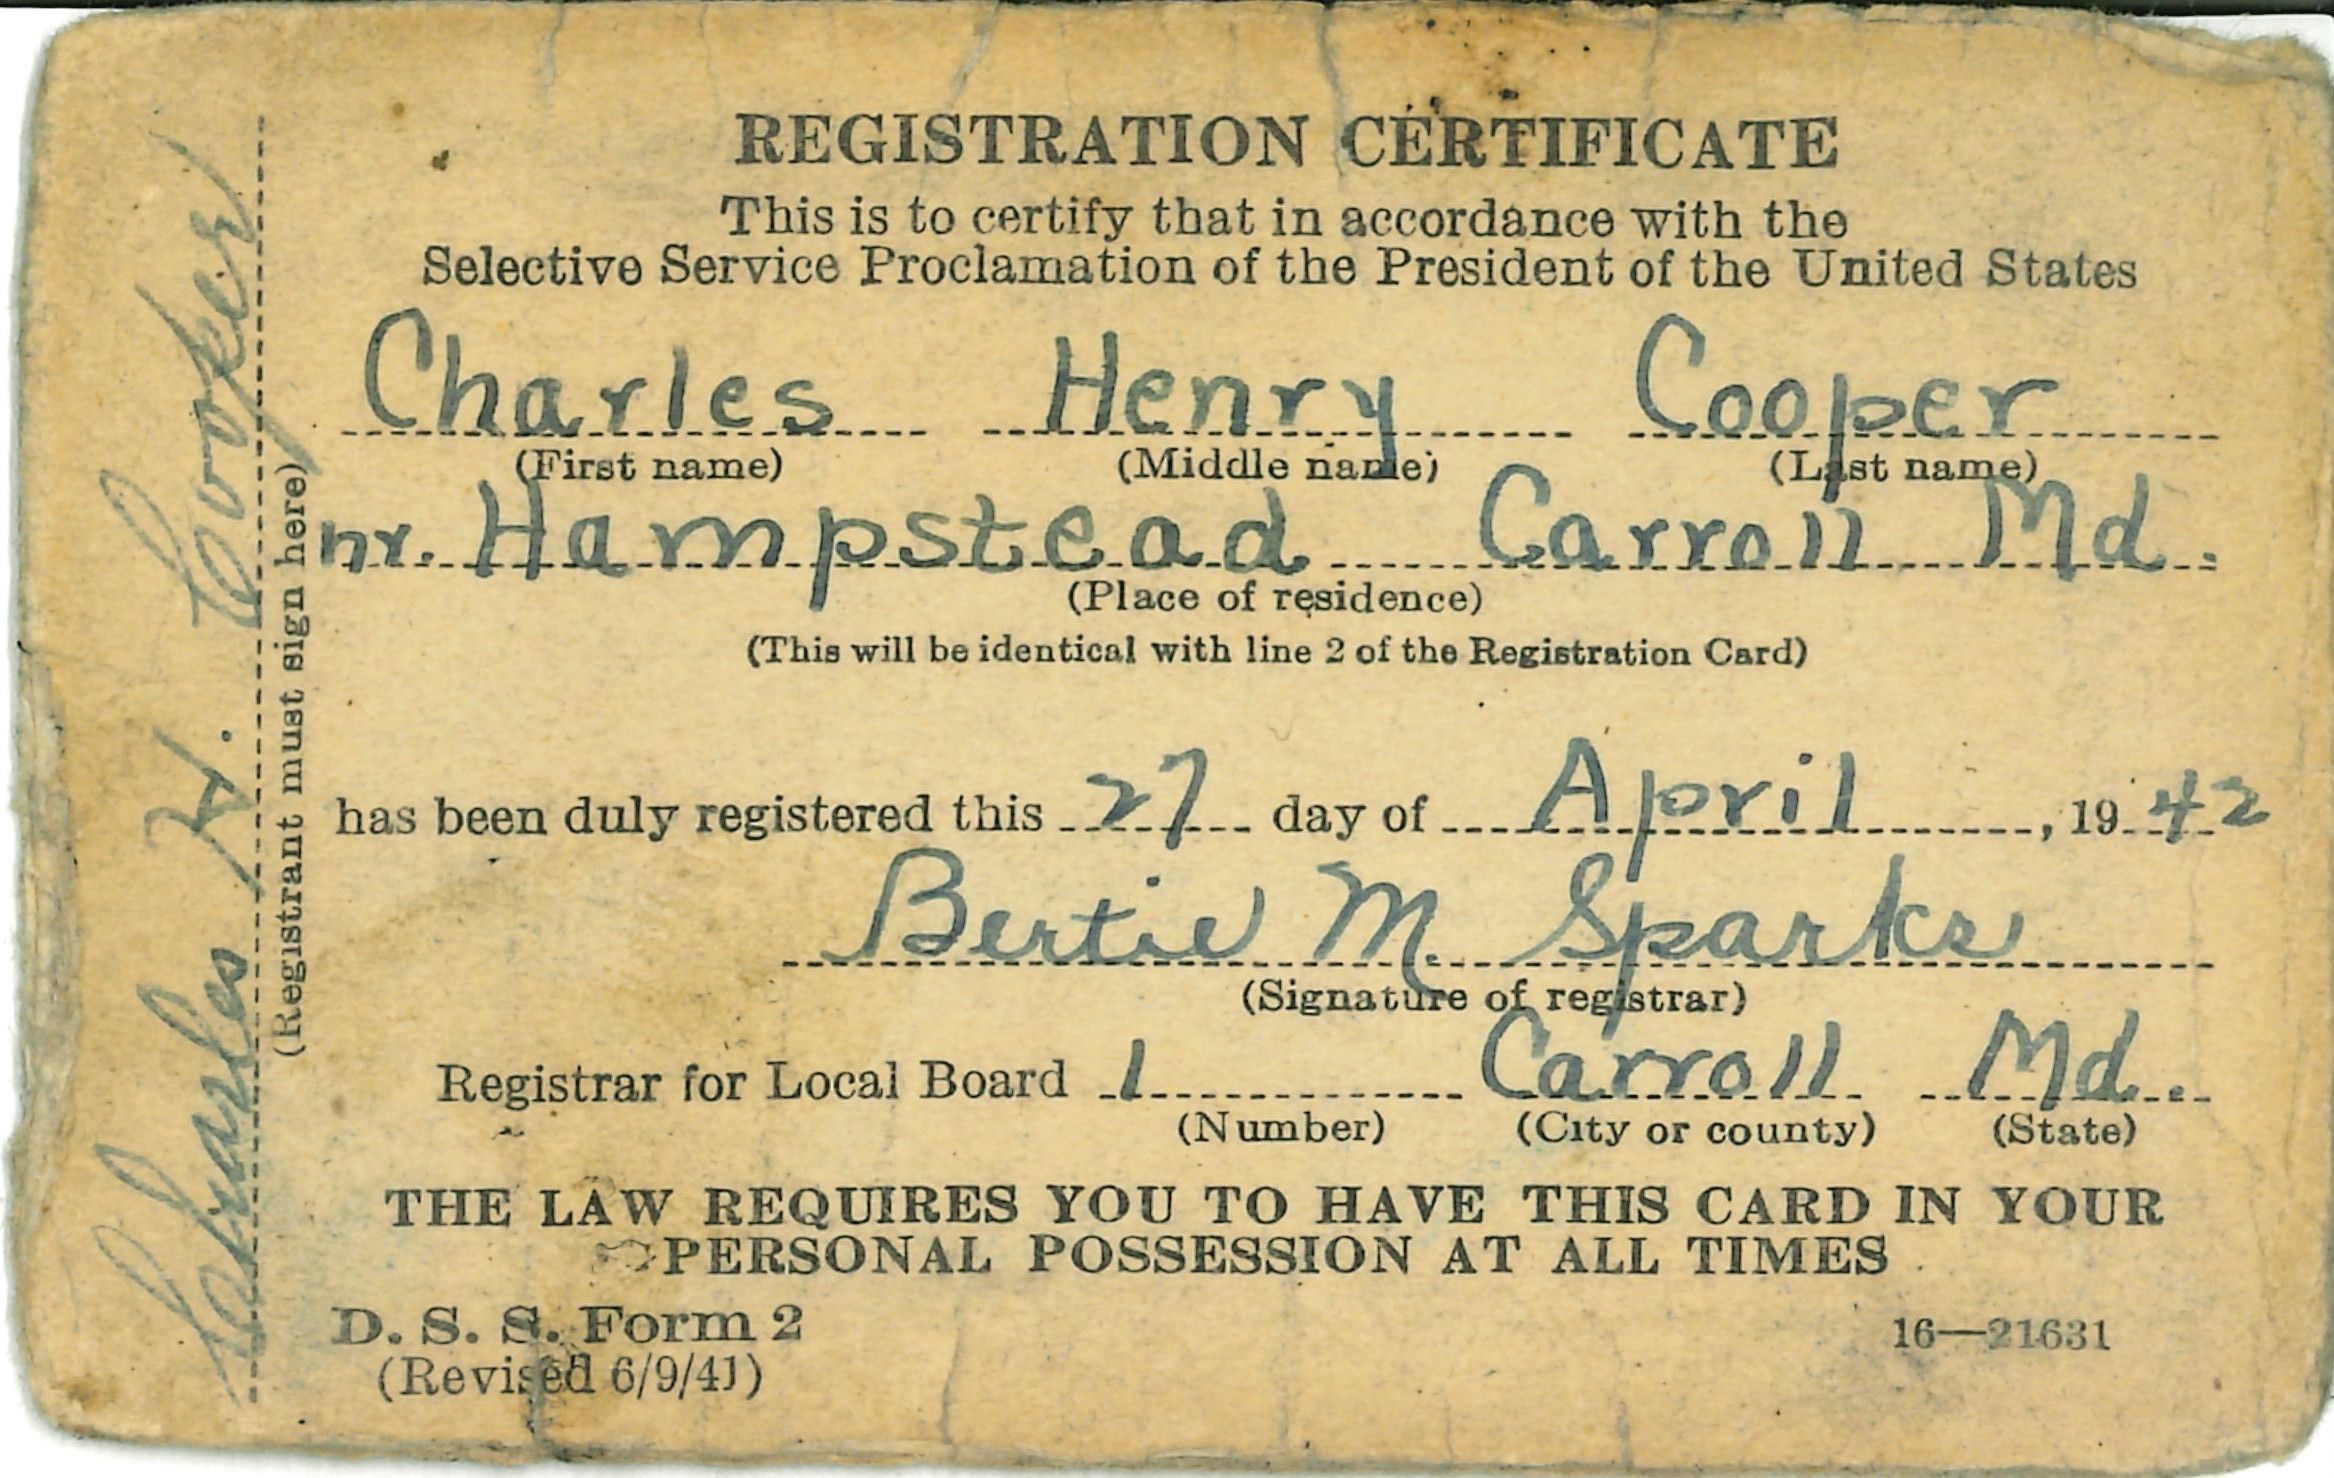 REGISTRATION CERTIFICATE
This is to certify that in accordance with the
Selective Service Proclamation of the President of the United States
Charles Henry Cooper
(First name) (Middle name) (Last name)
nr. Hampstead Carroll Md.
(Place of residence)
(This will be identical with line 2 of the Registration Card)
has been duly registered this 27 day of April, 1942
Bertie M. Sparks
(Signature of registrar)
Registrar for Local Board 1 Carroll Md.
(Number) (City or county) (State)
THE LAW REQUIRES YOU TO HAVE THIS CARD IN YOUR
PERSONAL POSSESSION AT ALL TIMES
D. S. S. Form 2
(Revised 6/9/41)
16—21631
Charles H. Cooper
(Registrant must sign here)